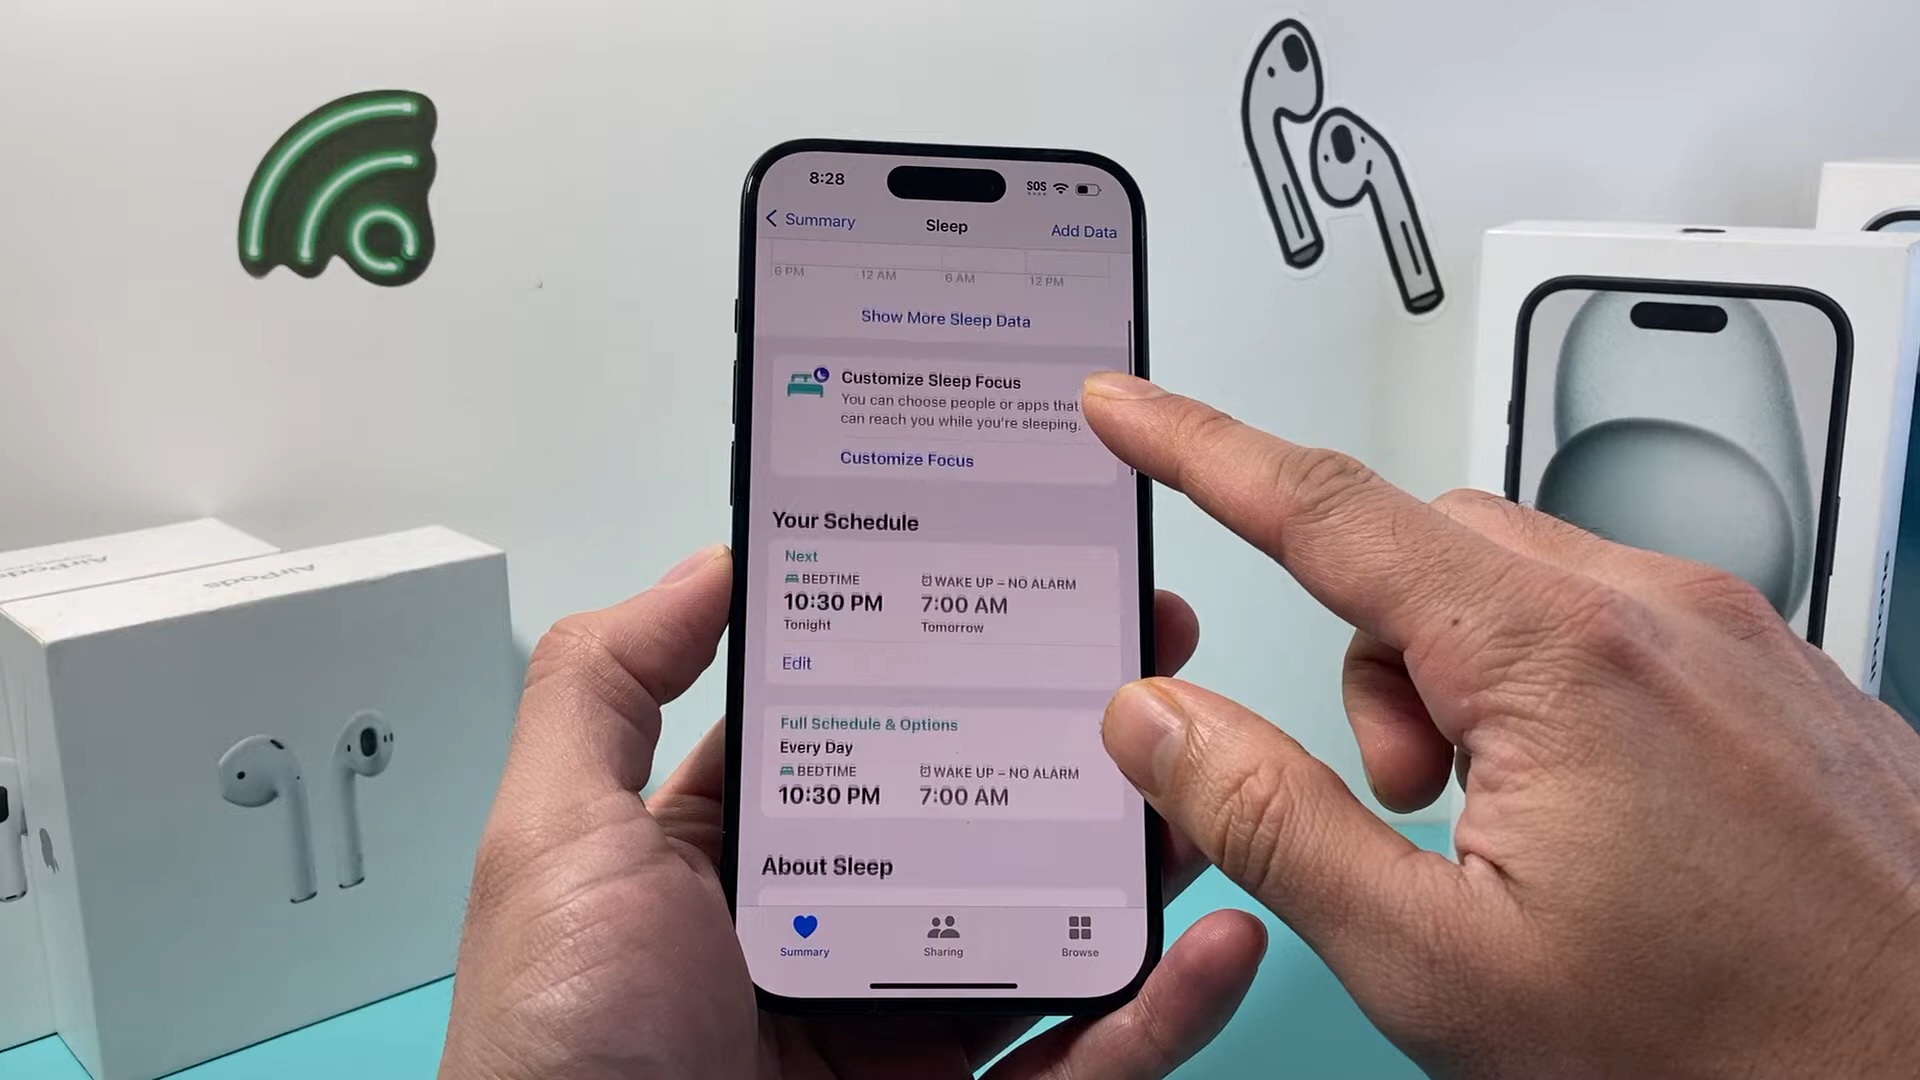 8:28
SOS
Summary
Sleep
Add Data
6 PM
12 AM
6 AM
12 PM
Show More Sleep Data
Customize Sleep Focus
You can choose people or apps that
can reach you while you're sleeping.
Customize Focus
Your Schedule
Next
BEDTIME
WAKE UP – NO ALARM
10:30 PM
7:00 AM
Tonight
Tomorrow
Edit
Full Schedule & Options
Every Day
BEDTIME
WAKE UP – NO ALARM
10:30 PM
7:00 AM
About Sleep
Summary
Sharing
Browse
AirPods
AirPods
iPhone